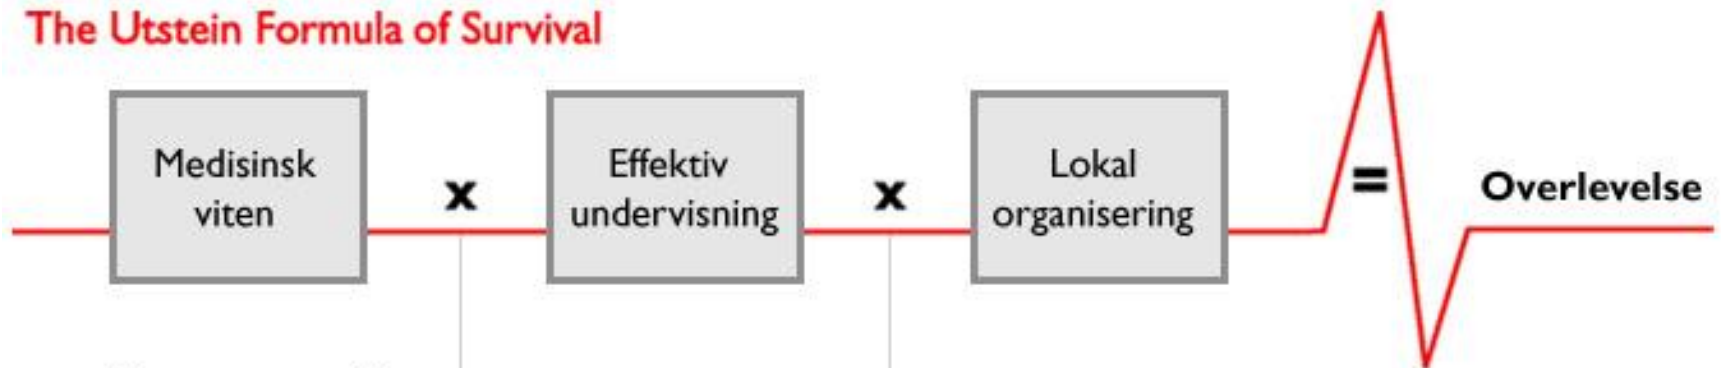 The Utstein Formula of Survival
Medisinsk
viten
x
Effektiv
undervisning
x
Lokal
organisering
=
Overlevelse